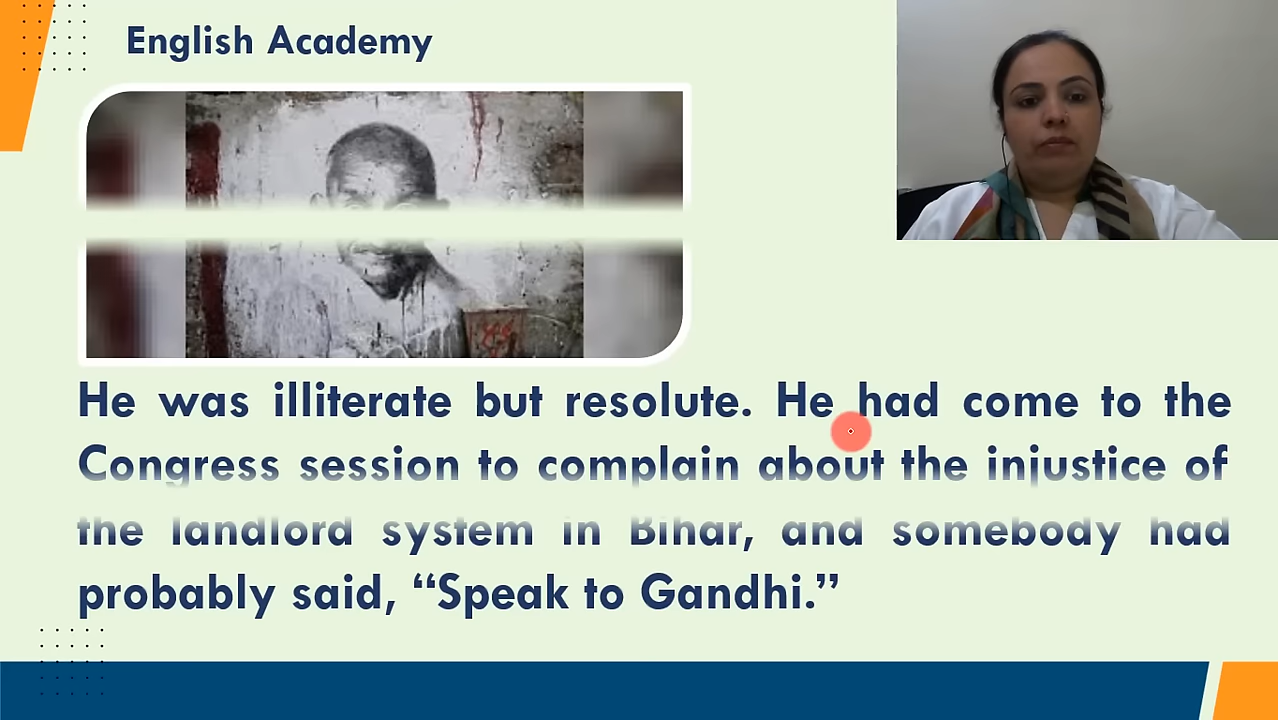 English Academy
He was illiterate but resolute. He had come to the
Congress session to complain about the injustice of
the landlord system in Bihar, and somebody had
probably said, “Speak to Gandhi.”